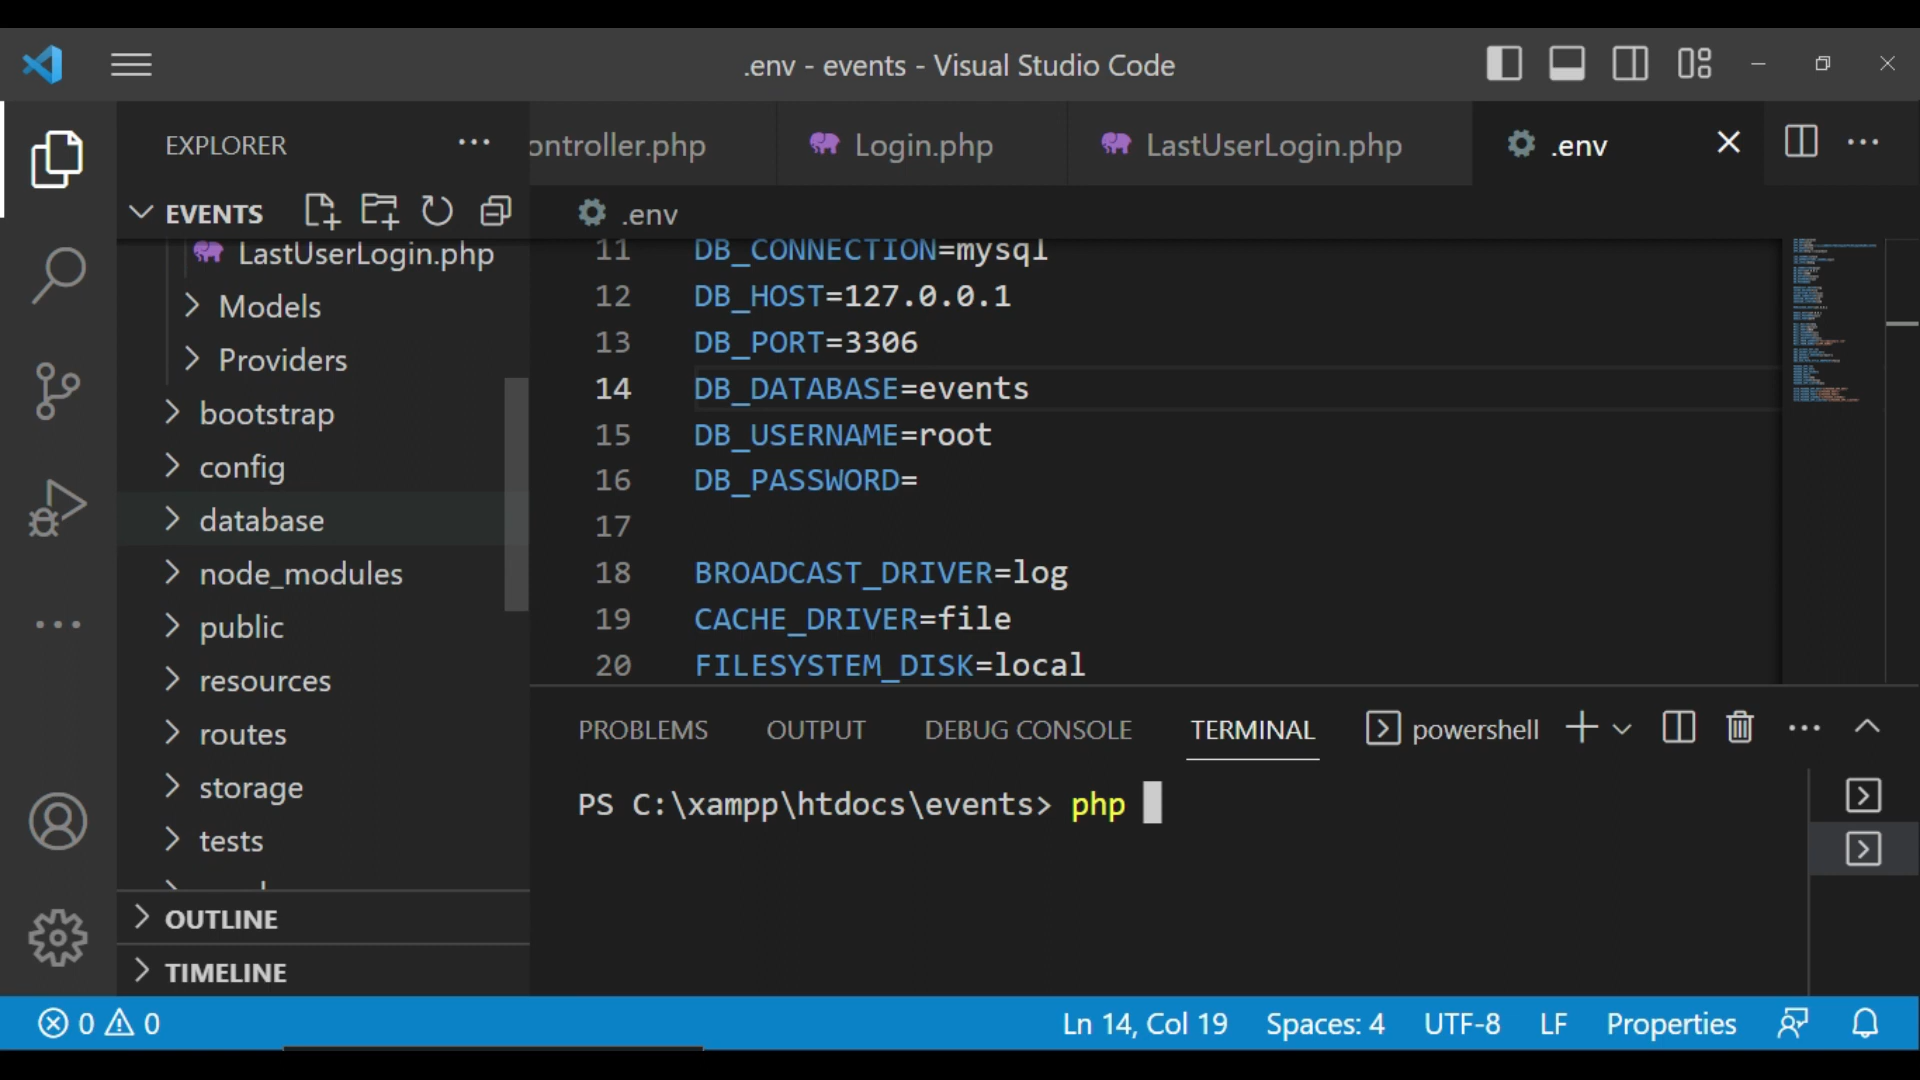 .env - events - Visual Studio Code
EXPLORER
ontroller.php
Login.php
LastUserLogin.php
.env
EVENTS
.env
LastUserLogin.php
Models
Providers
bootstrap
config
database
node_modules
public
resources
routes
storage
tests
OUTLINE
TIMELINE
11 DB_CONNECTION=mysql
12 DB_HOST=127.0.0.1
13 DB_PORT=3306
14 DB_DATABASE=events
15 DB_USERNAME=root
16 DB_PASSWORD=
17
18 BROADCAST_DRIVER=log
19 CACHE_DRIVER=file
20 FILESYSTEM_DISK=local
PROBLEMS OUTPUT DEBUG CONSOLE TERMINAL powershell
PS C:\xampp\htdocs\events> php
0 0 Ln 14, Col 19 Spaces: 4 UTF-8 LF Properties